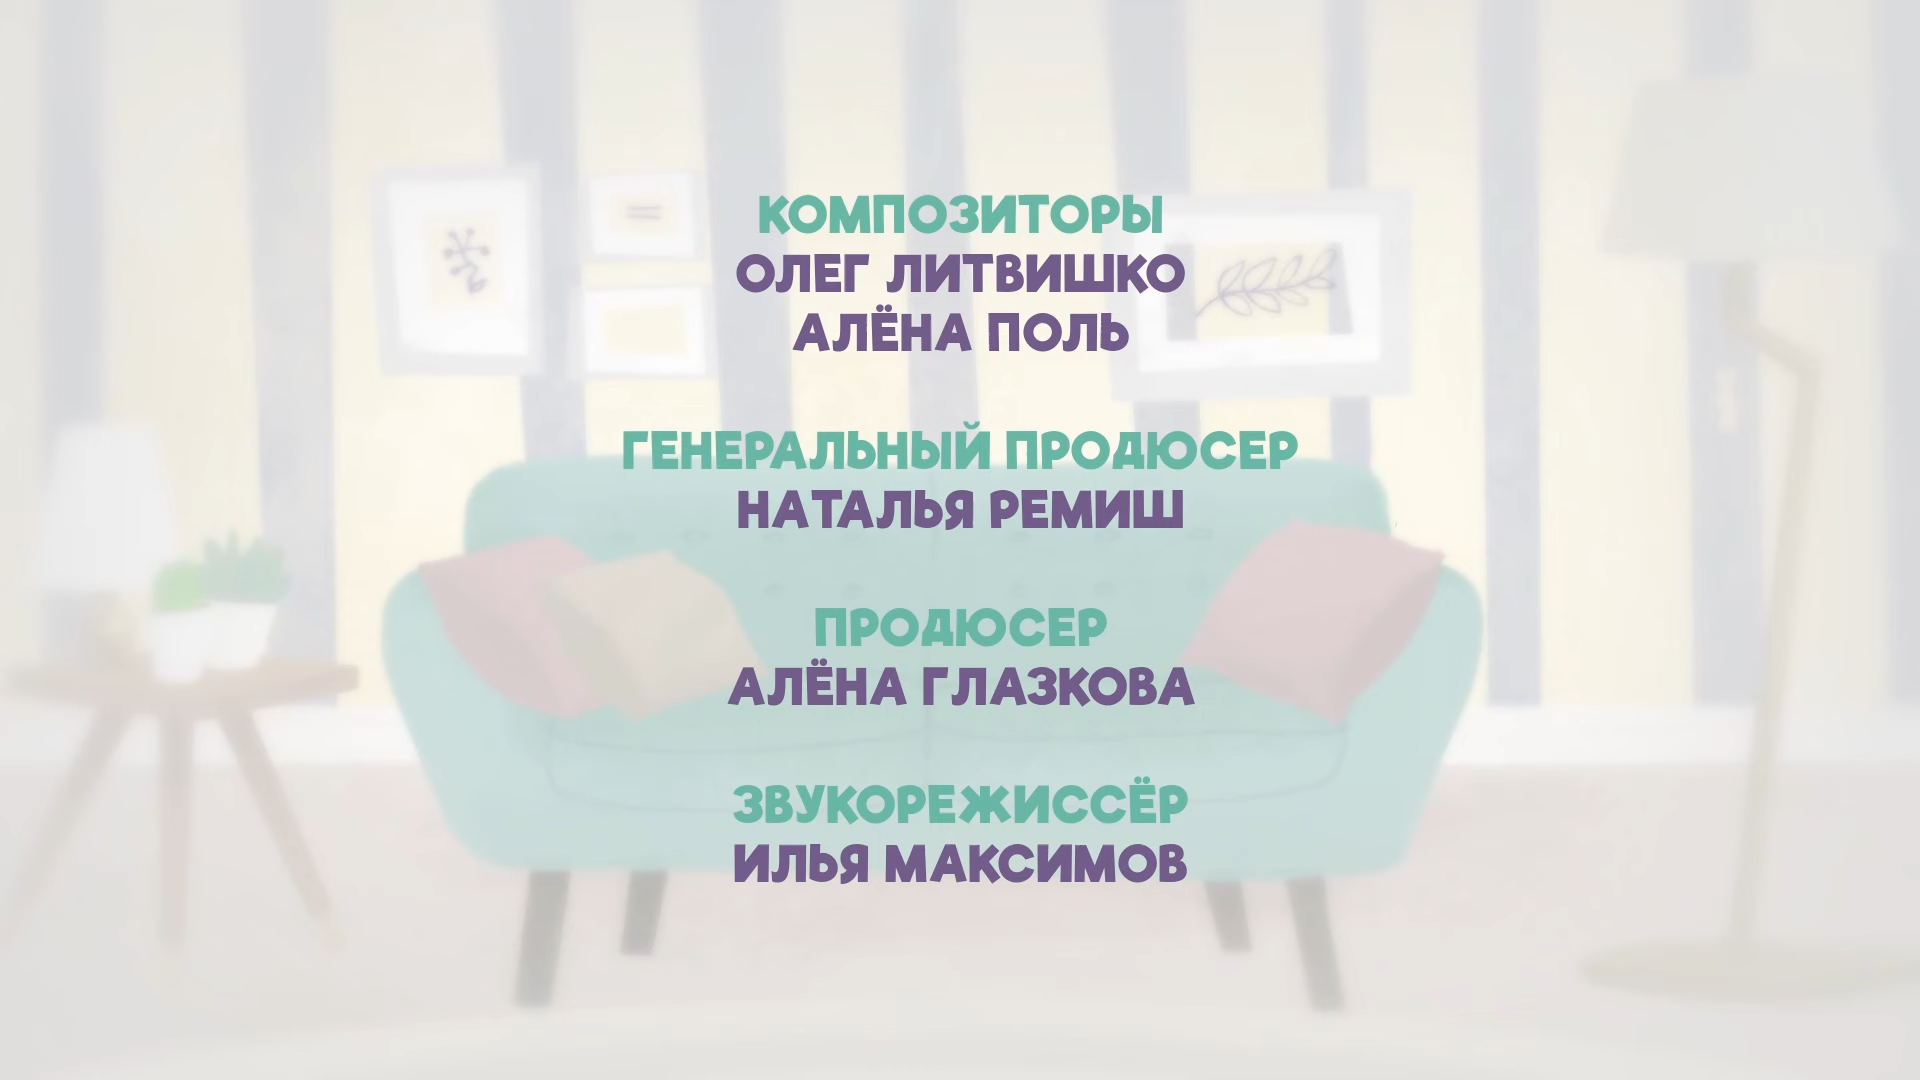 КОМПОЗИТОРЫ
ОЛЕГ ЛИТВИШКО
АЛЁНА ПОЛЬ
ГЕНЕРАЛЬНЫЙ ПРОДЮСЕР
НАТАЛЬЯ РЕМИШ
ПРОДЮСЕР
АЛЁНА ГЛАЗКОВА
ЗВУКОРЕЖИССЁР
ИЛЬЯ МАКСИМОВ